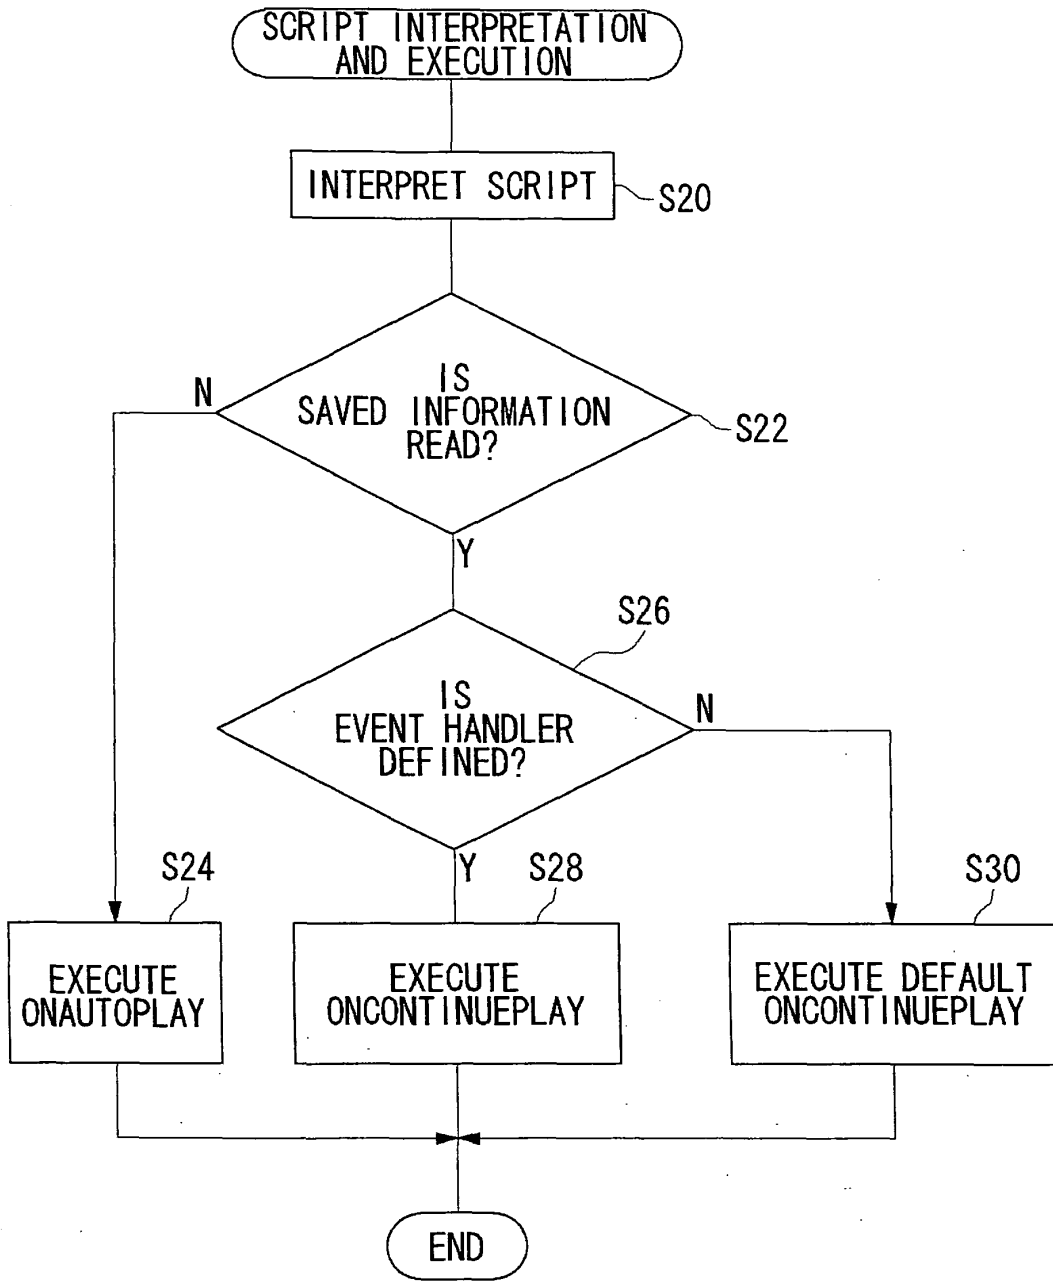 SCRIPT INTERPRETATION
AND EXECUTION
INTERPRET SCRIPT
S20
N
IS
SAVED INFORMATION
READ?
S22
Y
S26
IS
EVENT HANDLER
DEFINED?
N
Y
S24
S28
S30
EXECUTE
ONAUTOPLAY
EXECUTE
ONCONTINUEPLAY
EXECUTE DEFAULT
ONCONTINUEPLAY
END